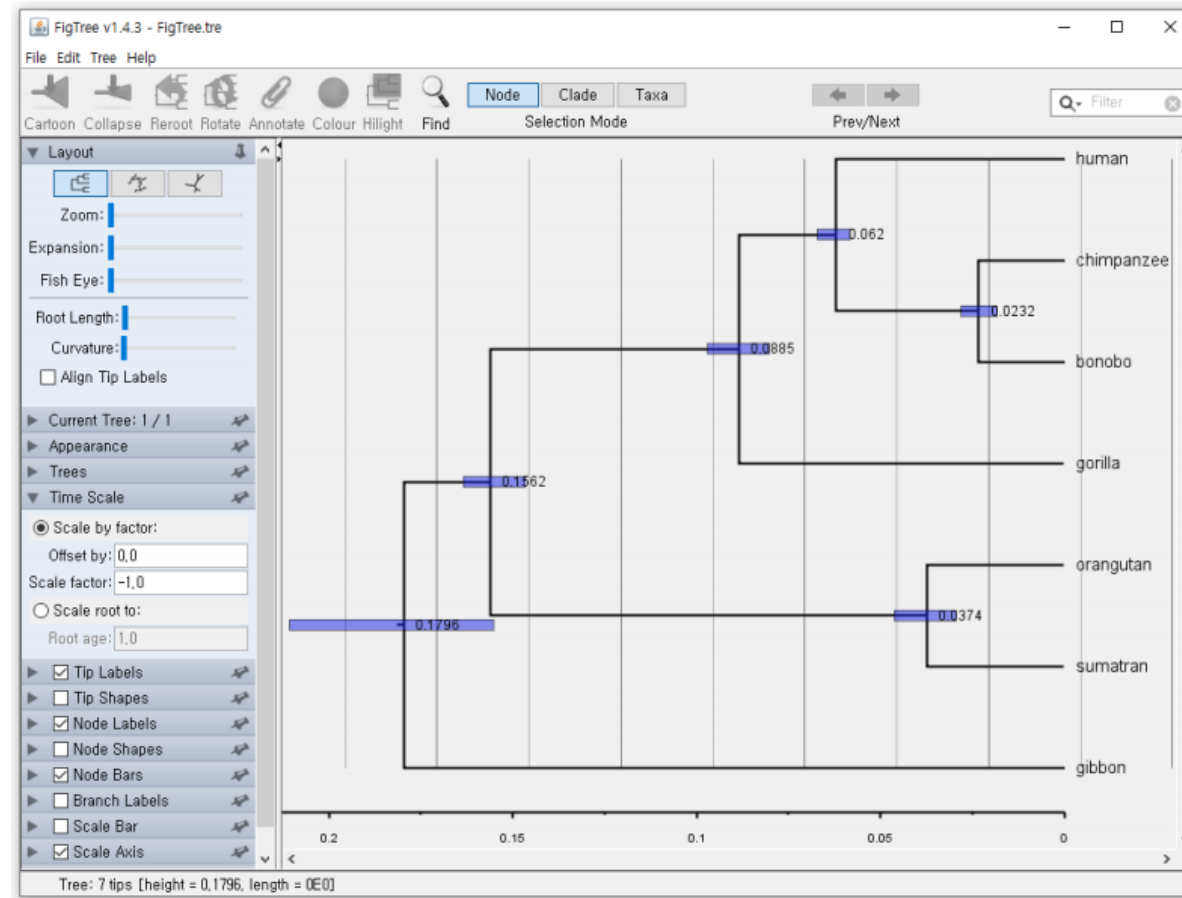 FigTree v1.4.3 - FigTree.tre
File Edit Tree Help
Cartoon Collapse Reroot Rotate Annotate Colour Hilight Find
Node Clade Taxa
Selection Mode
Prev/Next
Filter
Layout
Zoom:
Expansion:
Fish Eye:
Root Length:
Curvature:
Align Tip Labels
Current Tree: 1 / 1
Appearance
Trees
Time Scale
Scale by factor:
Offset by: 0.0
Scale factor: -1.0
Scale root to:
Root age: 1.0
Tip Labels
Tip Shapes
Node Labels
Node Shapes
Node Bars
Branch Labels
Scale Bar
Scale Axis
human
0.062
chimpanzee
0.0232
0.0885
bonobo
gorilla
0.1562
orangutan
0.0374
0.1796
sumatran
gibbon
0.2 0.15 0.1 0.05 0
Tree: 7 tips [height = 0.1796, length = 0E0]